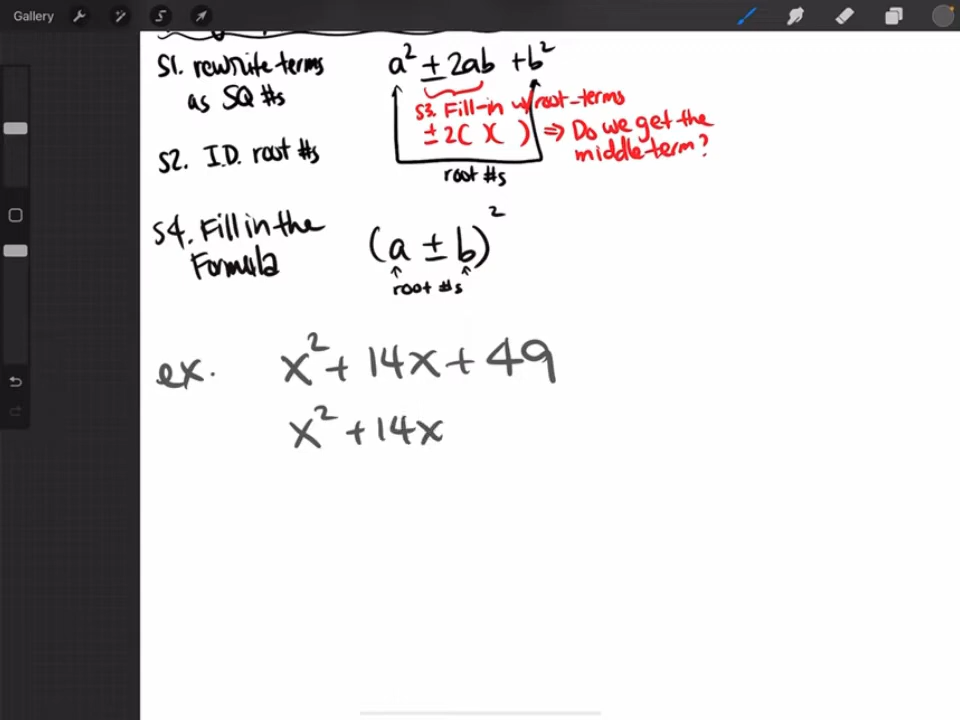 Gallery
S1. rewrite terms
as SQ #s
a² ± 2ab + b²
S3. Fill-in w/ root-terms
± 2( )( ) ⇒ Do we get the
middle-term?
S2. I.D. root #s
root #s
S4. Fill in the
Formula
(a ± b)²
root #s
ex. x² + 14x + 49
x² + 14x